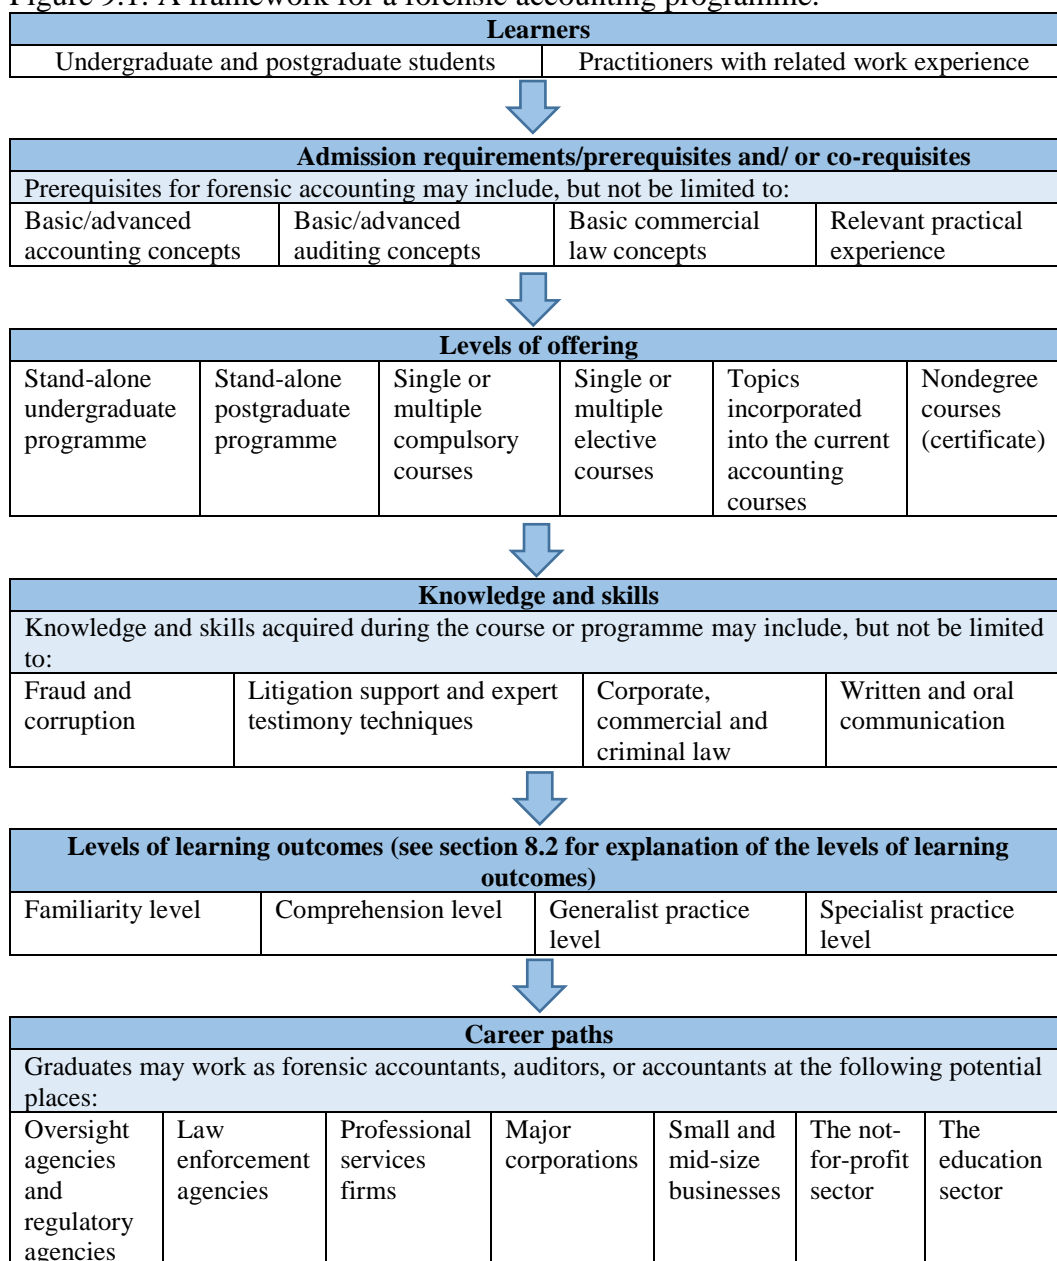 Figure 9.1: A framework for a forensic accounting programme.
Learners
Undergraduate and postgraduate students
Practitioners with related work experience
Admission requirements/prerequisites and/ or co-requisites
Prerequisites for forensic accounting may include, but not be limited to:
Basic/advanced
accounting concepts
Basic/advanced
auditing concepts
Basic commercial
law concepts
Relevant practical
experience
Levels of offering
Stand-alone
undergraduate
programme
Stand-alone
postgraduate
programme
Single or
multiple
compulsory
courses
Single or
multiple
elective
courses
Topics
incorporated
into the current
accounting
courses
Nondegree
courses
(certificate)
Knowledge and skills
Knowledge and skills acquired during the course or programme may include, but not be limited
to:
Fraud and
corruption
Litigation support and expert
testimony techniques
Corporate,
commercial and
criminal law
Written and oral
communication
Levels of learning outcomes (see section 8.2 for explanation of the levels of learning
outcomes)
Familiarity level
Comprehension level
Generalist practice
level
Specialist practice
level
Career paths
Graduates may work as forensic accountants, auditors, or accountants at the following potential
places:
Oversight
agencies
and
regulatory
agencies
Law
enforcement
agencies
Professional
services
firms
Major
corporations
Small and
mid-size
businesses
The not-
for-profit
sector
The
education
sector